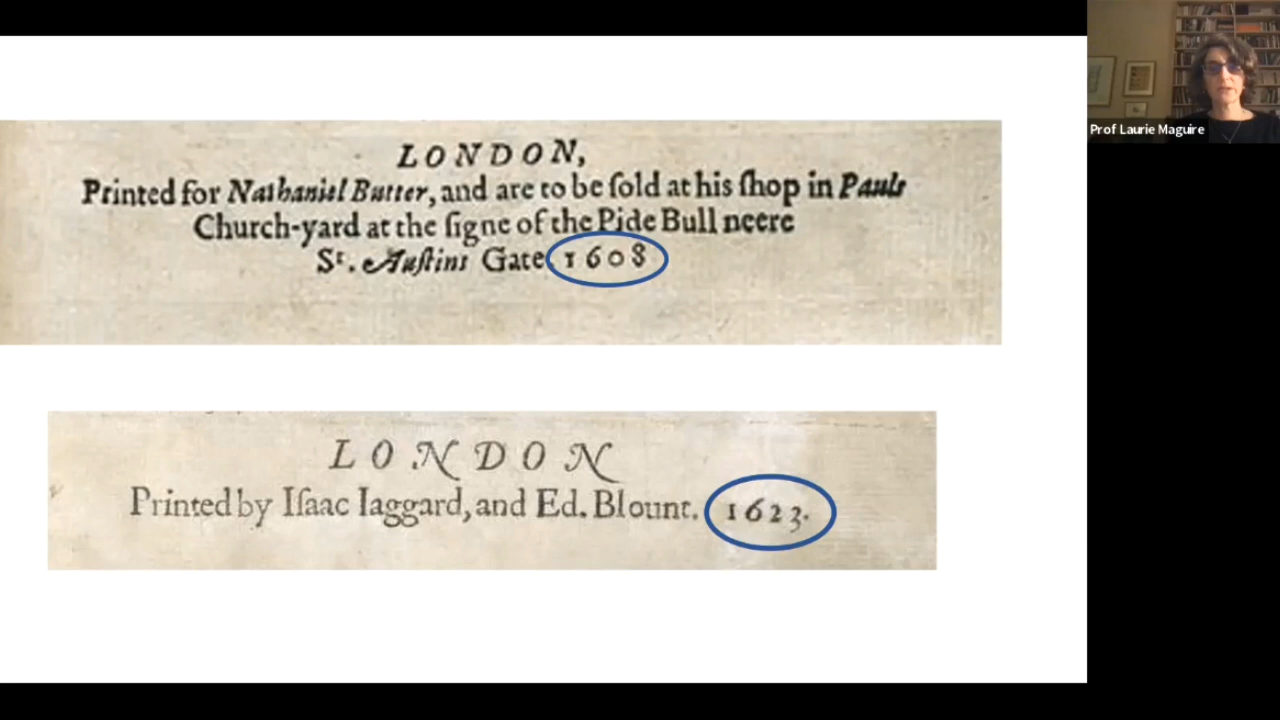 LONDON,
Printed for Nathaniel Butter, and are to be ſold at his ſhop in Pauls
Church-yard at the ſigne of the Pide Bull neere
Sᵗ. Auſtins Gate. 1608
LONDON
Printed by Iſaac Iaggard, and Ed. Blount. 1623.
Prof Laurie Maguire